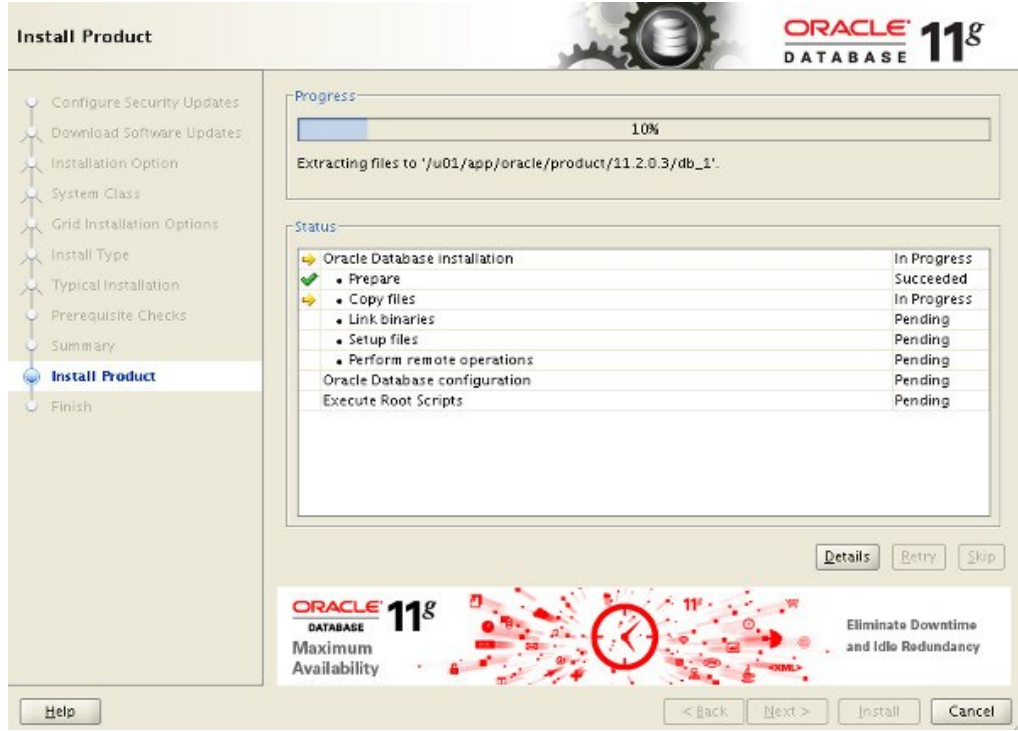 Install Product
ORACLE 11g
DATABASE
Configure Security Updates
Download Software Updates
Installation Option
System Class
Grid Installation Options
Install Type
Typical Installation
Prerequisite Checks
Summary
Install Product
Finish
Progress
10%
Extracting files to '/u01/app/oracle/product/11.2.0.3/db_1'.
Status
Oracle Database installation In Progress
• Prepare Succeeded
• Copy files In Progress
• Link binaries Pending
• Setup files Pending
• Perform remote operations Pending
Oracle Database configuration Pending
Execute Root Scripts Pending
Details Retry Skip
ORACLE 11g
DATABASE
Maximum
Availability
11g
<XML>
Eliminate Downtime
and Idle Redundancy
Help < Back Next > Install Cancel